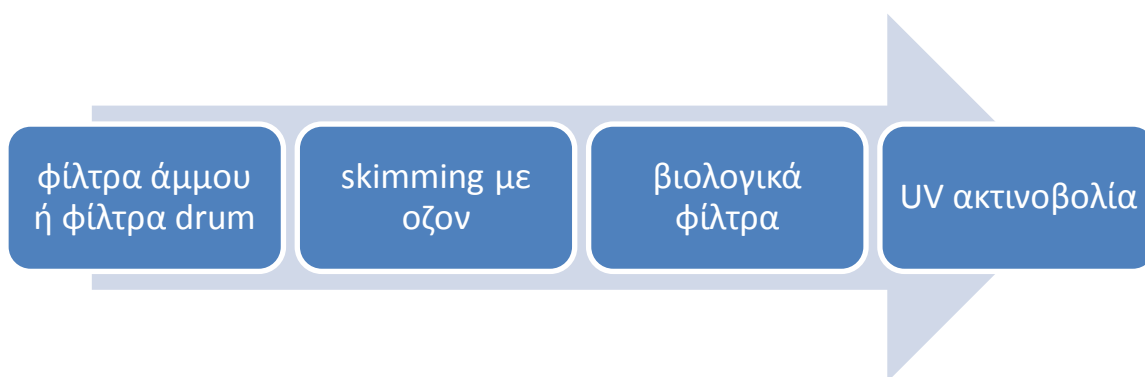 φίλτρα άμμου
ή φίλτρα drum
skimming με
οζον
βιολογικά
φίλτρα
UV ακτινοβολία